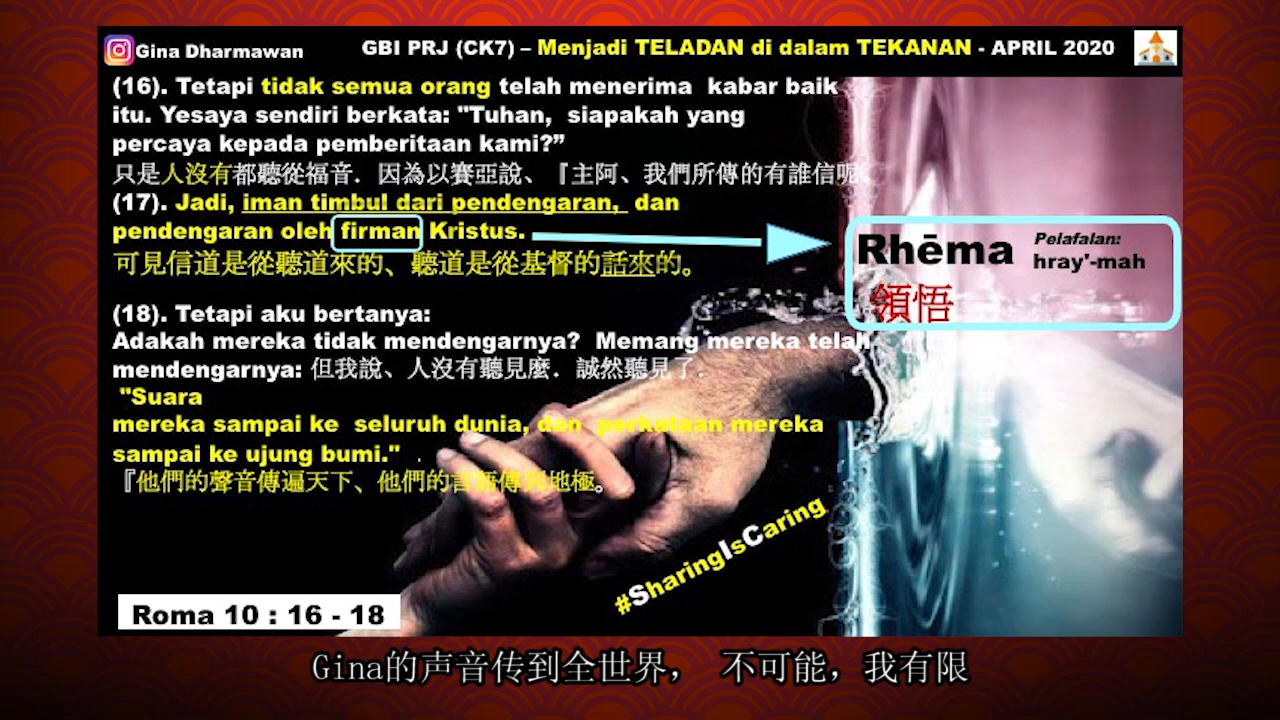 Gina Dharmawan
GBI PRJ (CK7) – Menjadi TELADAN di dalam TEKANAN - APRIL 2020
(16). Tetapi tidak semua orang telah menerima kabar baik
itu. Yesaya sendiri berkata: "Tuhan, siapakah yang
percaya kepada pemberitaan kami?”
只是人沒有都聽從福音．因為以賽亞說、『主阿、我們所傳的有誰信呢。
(17). Jadi, iman timbul dari pendengaran, dan
pendengaran oleh firman Kristus.
可見信道是從聽道來的、聽道是從基督的話來的。
Rhēma
Pelafalan:
hray'-mah
領悟
(18). Tetapi aku bertanya:
Adakah mereka tidak mendengarnya? Memang mereka telah
mendengarnya: 但我說、人沒有聽見麼．誠然聽見了．
"Suara
mereka sampai ke seluruh dunia, dan perkataan mereka
sampai ke ujung bumi." .
『他們的聲音傳遍天下、他們的言語傳到地極。
#SharingIsCaring
Roma 10 : 16 - 18
Gina的声音传到全世界， 不可能，我有限